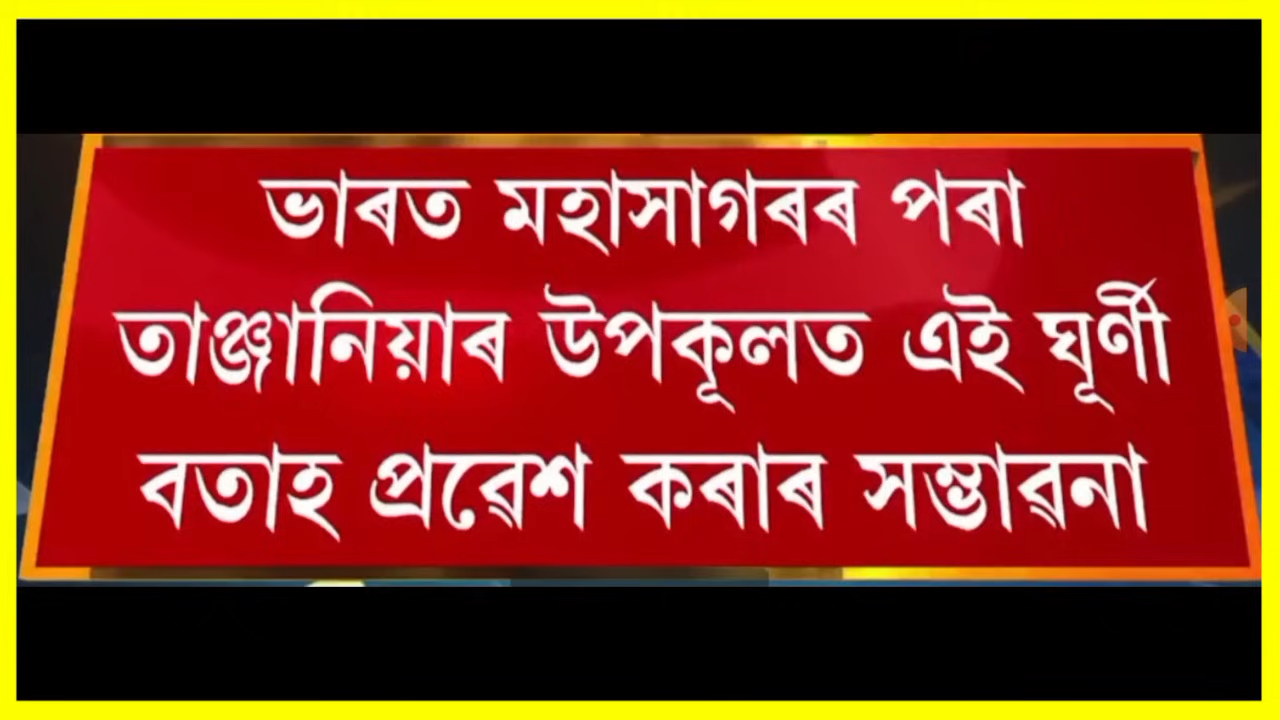 ভাৰত মহাসাগৰৰ পৰা
তাঞ্জানিয়াৰ উপকূলত এই ঘূৰ্ণী
বতাহ প্ৰৱেশ কৰাৰ সম্ভাৱনা